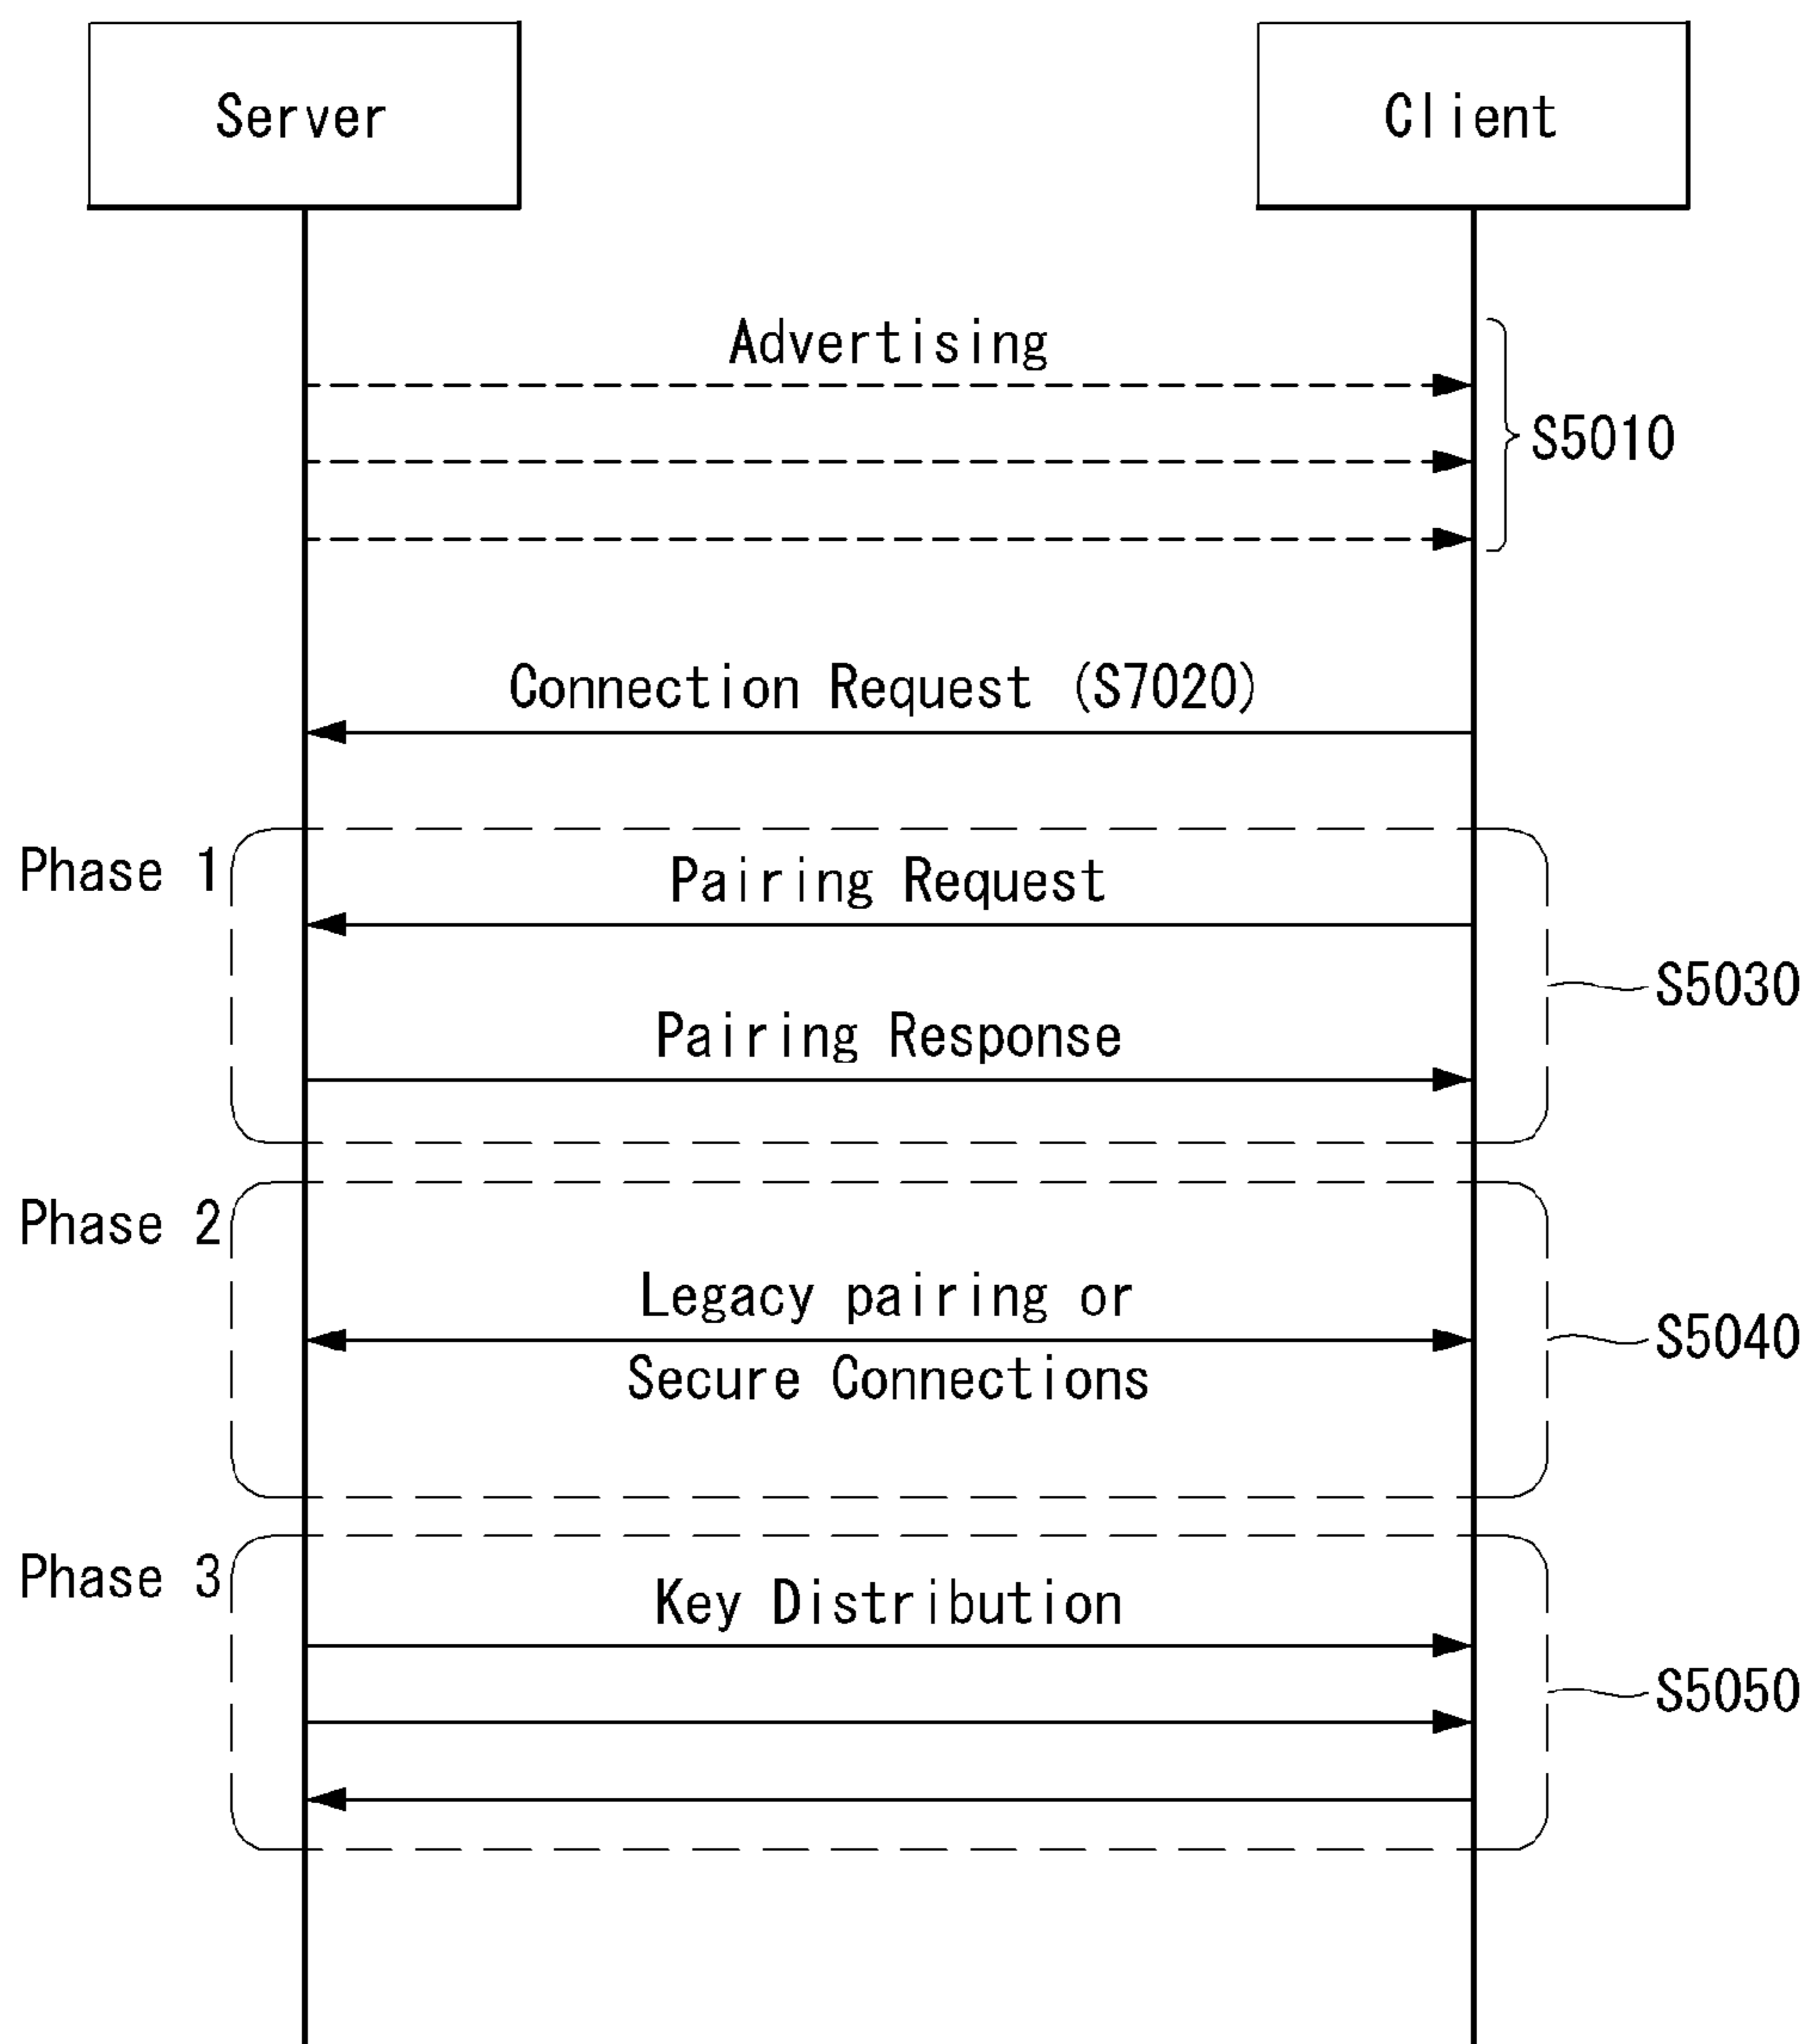 Server
Client
Advertising
S5010
Connection Request (S7020)
Phase 1
Pairing Request
S5030
Pairing Response
Phase 2
Legacy pairing or
S5040
Secure Connections
Phase 3
Key Distribution
S5050